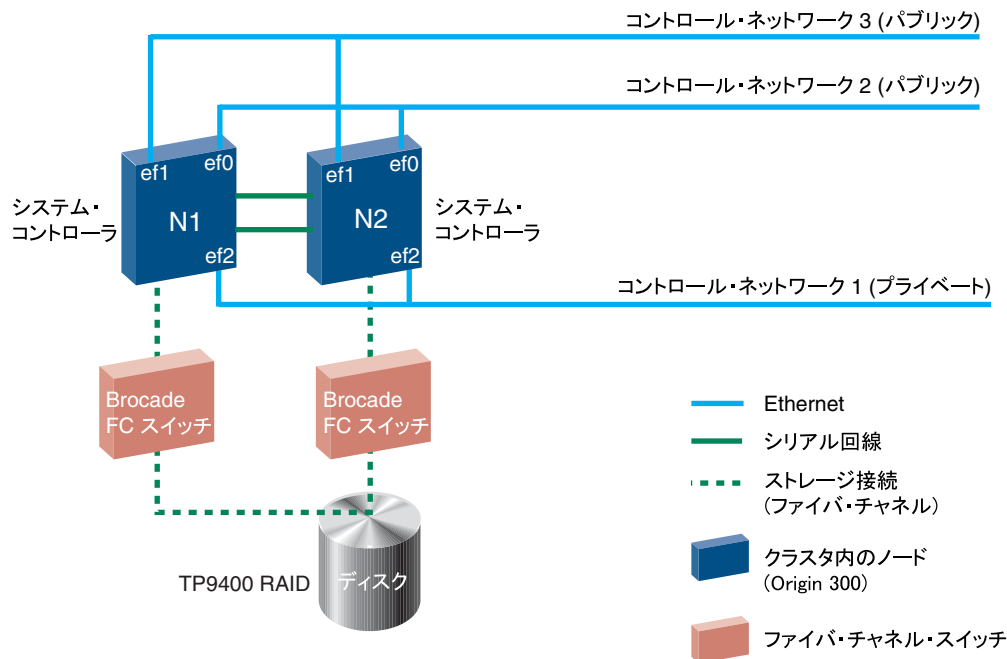 コントロール・ネットワーク 3 (パブリック)
コントロール・ネットワーク 2 (パブリック)
ef1
ef0
ef1
ef0
システム・
コントローラ
N1
N2
システム・
コントローラ
ef2
ef2
コントロール・ネットワーク 1 (プライベート)
Brocade
FC スイッチ
Brocade
FC スイッチ
Ethernet
シリアル回線
ストレージ接続
(ファイバ・チャネル)
TP9400 RAID
ディスク
クラスタ内のノード
(Origin 300)
ファイバ・チャネル・スイッチ